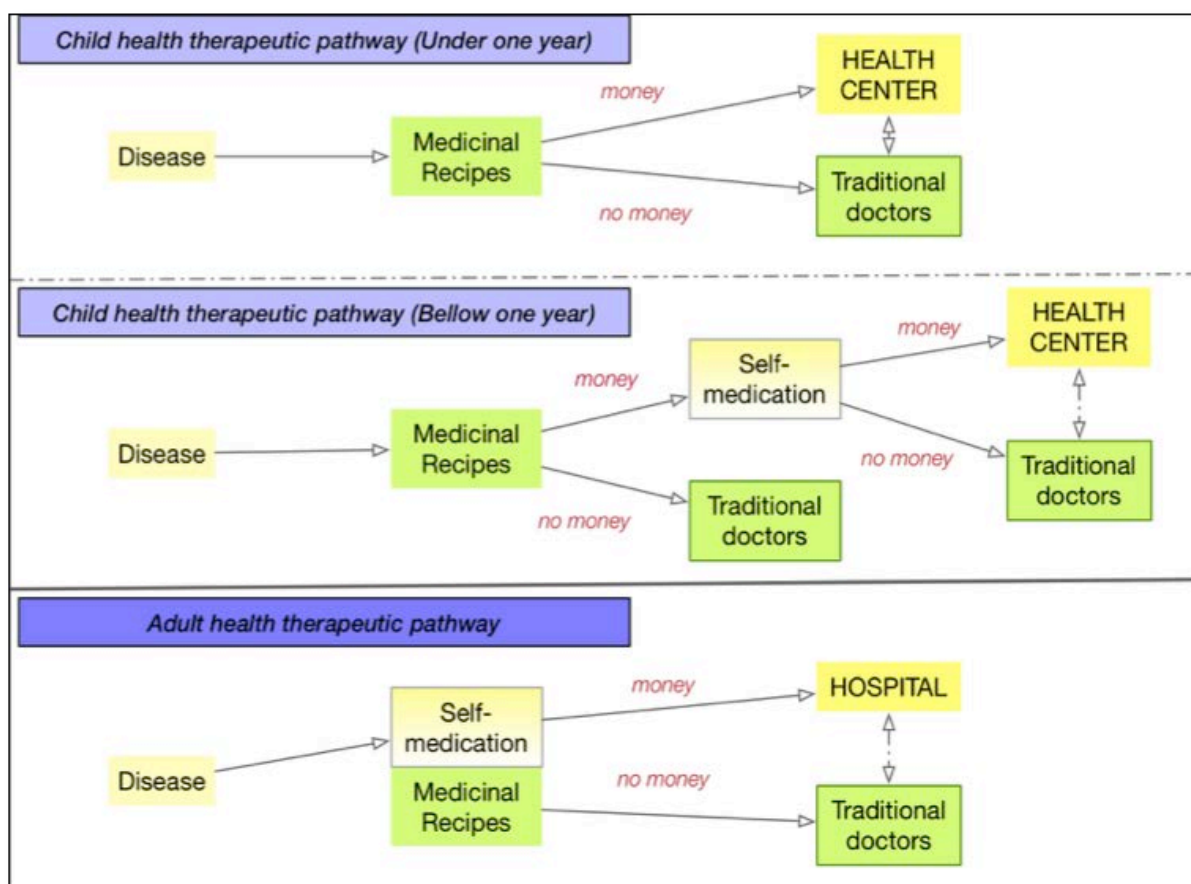 Child health therapeutic pathway (Under one year)
HEALTH
CENTER
money
Disease
Medicinal
Recipes
no money
Traditional
doctors
Child health therapeutic pathway (Bellow one year)
HEALTH
CENTER
money
Self-
medication
money
Disease
Medicinal
Recipes
no money
Traditional
doctors
no money
Traditional
doctors
Adult health therapeutic pathway
money
HOSPITAL
Self-
medication
Disease
Medicinal
Recipes
no money
Traditional
doctors